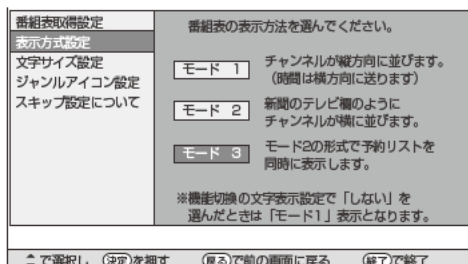 番組表取得設定
表示方式設定
文字サイズ設定
ジャンルアイコン設定
スキップ設定について
番組表の表示方法を選んでください。
モード 1
チャンネルが縦方向に並びます。
（時間は横方向に送ります）
モード 2
新聞のテレビ欄のように
チャンネルが横に並びます。
モード 3
モード2の形式で予約リストを
同時に表示します。
※機能切換の文字表示設定で「しない」を
選んだときは「モード1」表示となります。
で選択し 決定を押す 戻るで前の画面に戻る 終了で終了